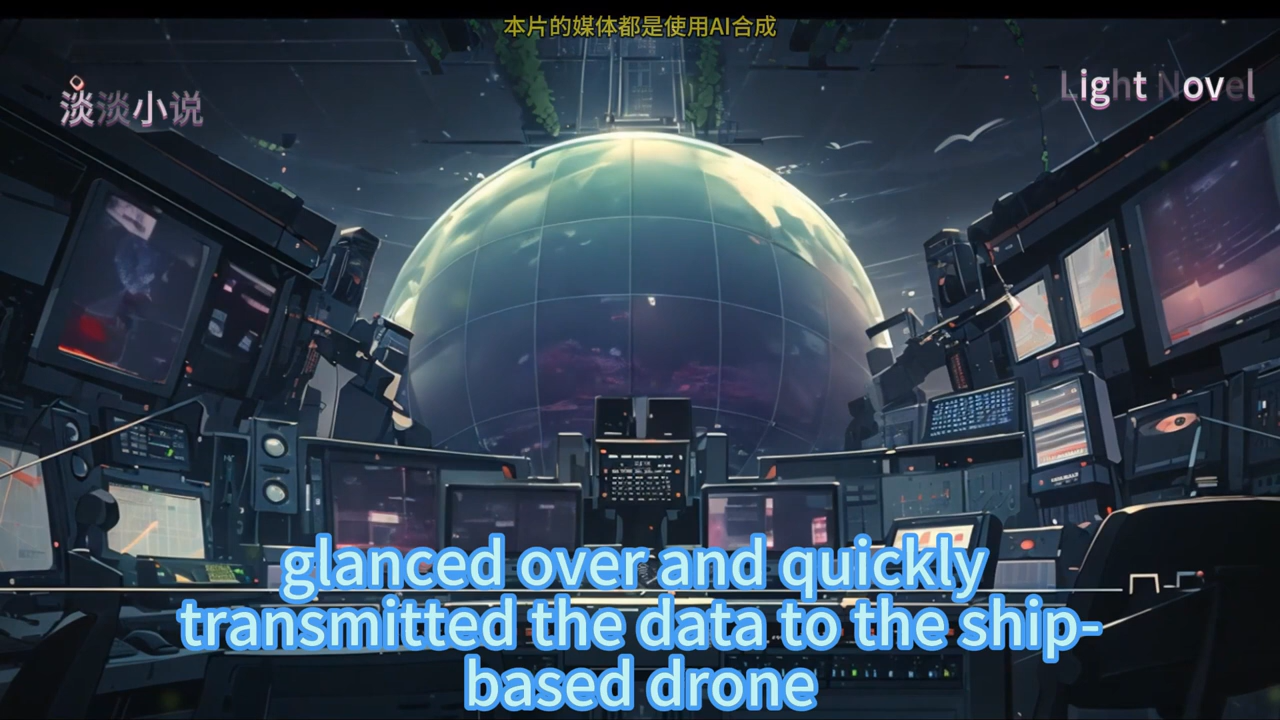 本片的媒体都是使用AI合成
淡淡小说
Light Novel
glanced over and quickly
transmitted the data to the ship-
based drone